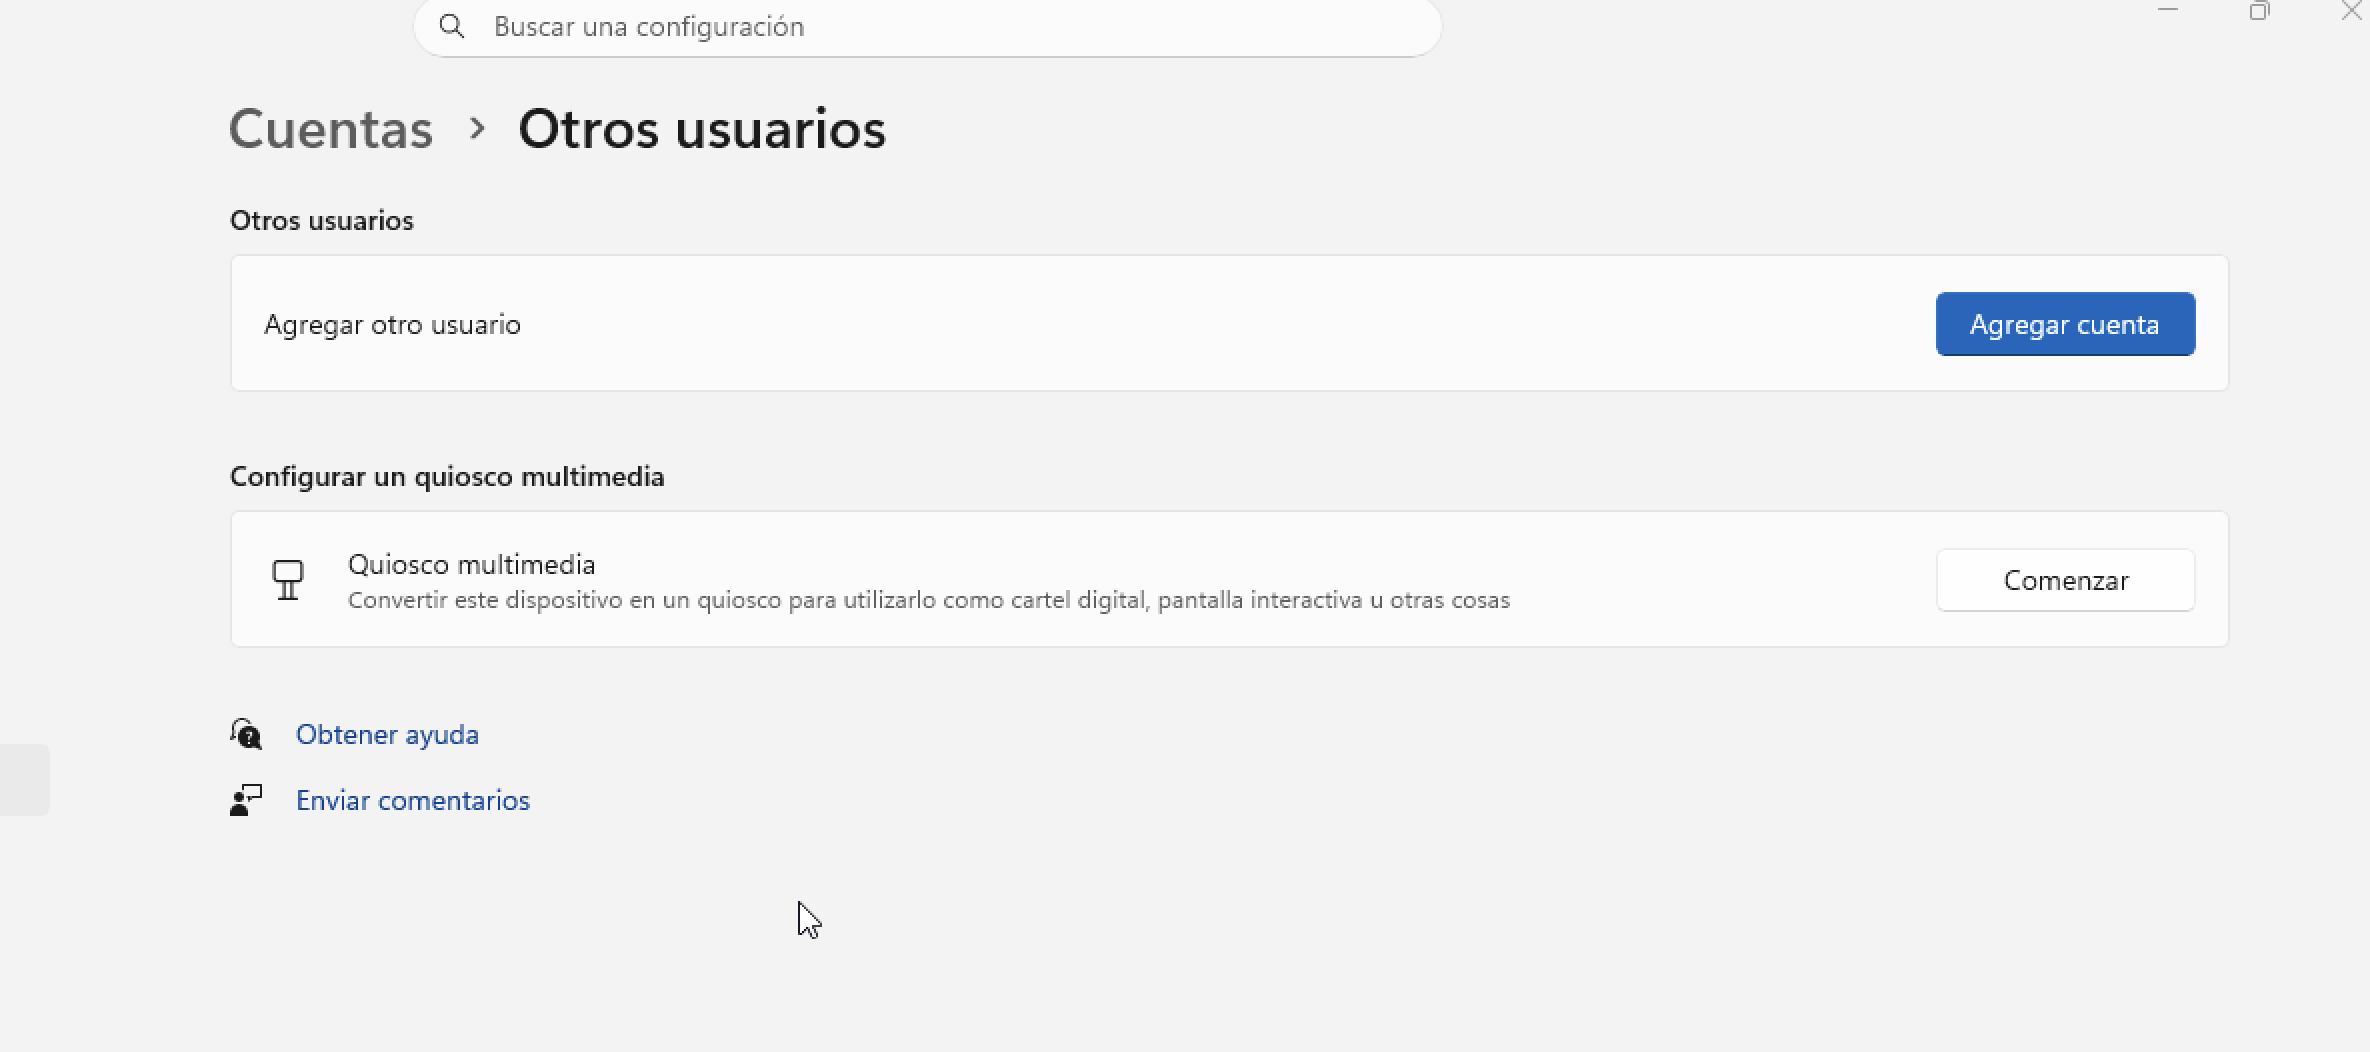 Buscar una configuración
Cuentas > Otros usuarios
Otros usuarios
Agregar otro usuario
Agregar cuenta
Configurar un quiosco multimedia
Quiosco multimedia
Convertir este dispositivo en un quiosco para utilizarlo como cartel digital, pantalla interactiva u otras cosas
Comenzar
Obtener ayuda
Enviar comentarios